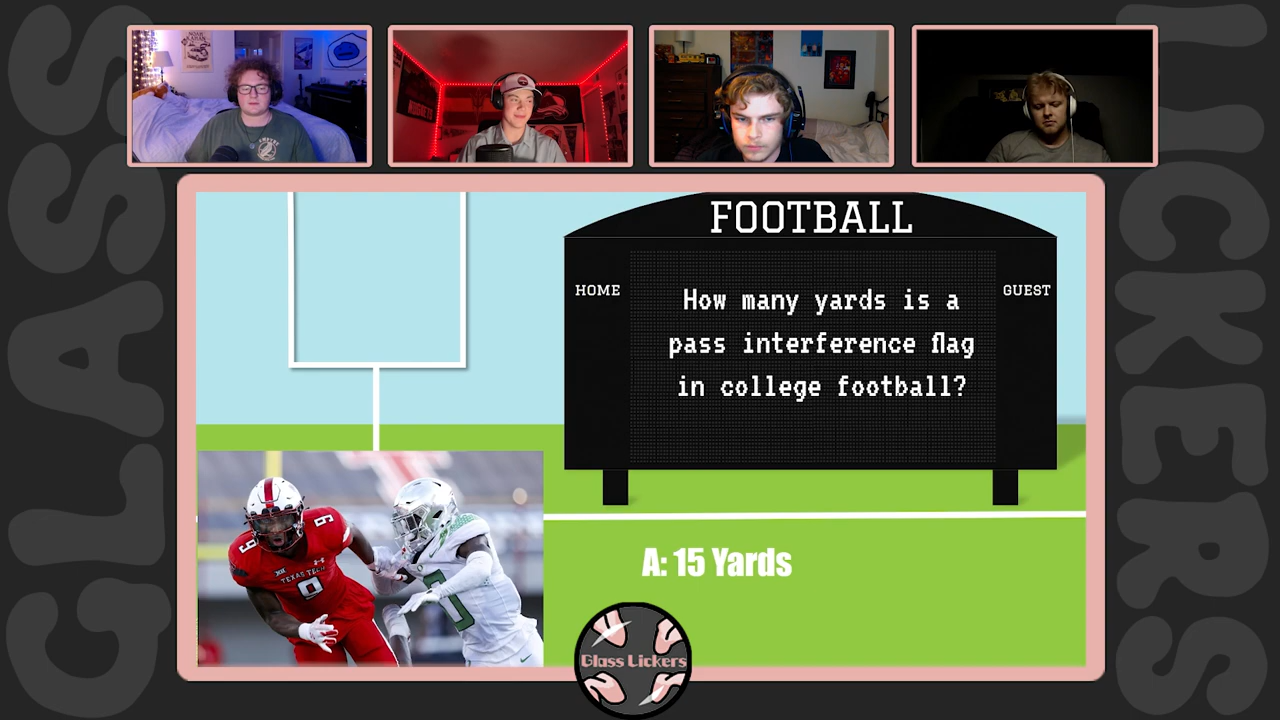 GLASS
LICKERS
FOOTBALL
HOME
GUEST
How many yards is a
pass interference flag
in college football?
TEXAS TECH
9
9
A: 15 Yards
Glass Lickers